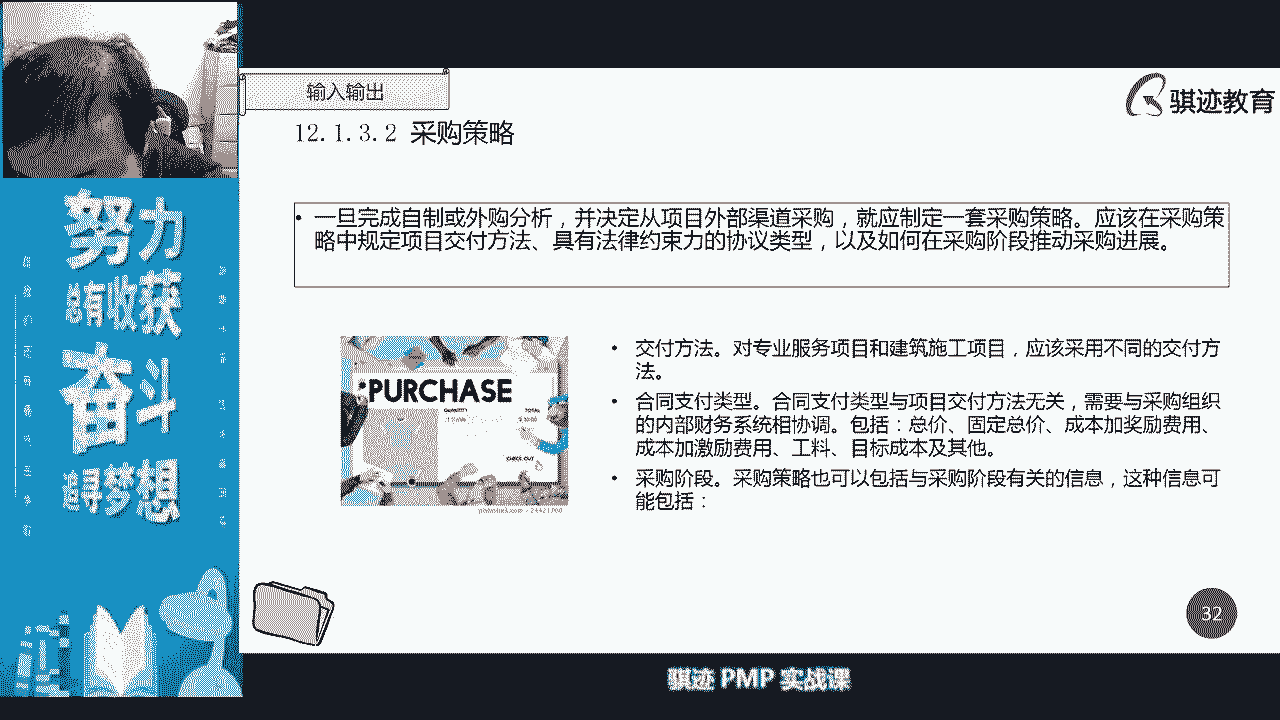 输入输出
骐迹教育
12.1.3.2 采购策略
• 一旦完成自制或外购分析，并决定从项目外部渠道采购，就应制定一套采购策略。应该在采购策
略中规定项目交付方法、具有法律约束力的协议类型，以及如何在采购阶段推动采购进展。
努力
总有收获
奋斗
追寻梦想
PURCHASE
TOTAL
CHECK OUT
• 交付方法。对专业服务项目和建筑施工项目，应该采用不同的交付方
法。
• 合同支付类型。合同支付类型与项目交付方法无关，需要与采购组织
的内部财务系统相协调。包括：总价、固定总价、成本加奖励费用、
成本加激励费用、工料、目标成本及其他。
• 采购阶段。采购策略也可以包括与采购阶段有关的信息，这种信息可
能包括：
32
骐迹 PMP 实战课